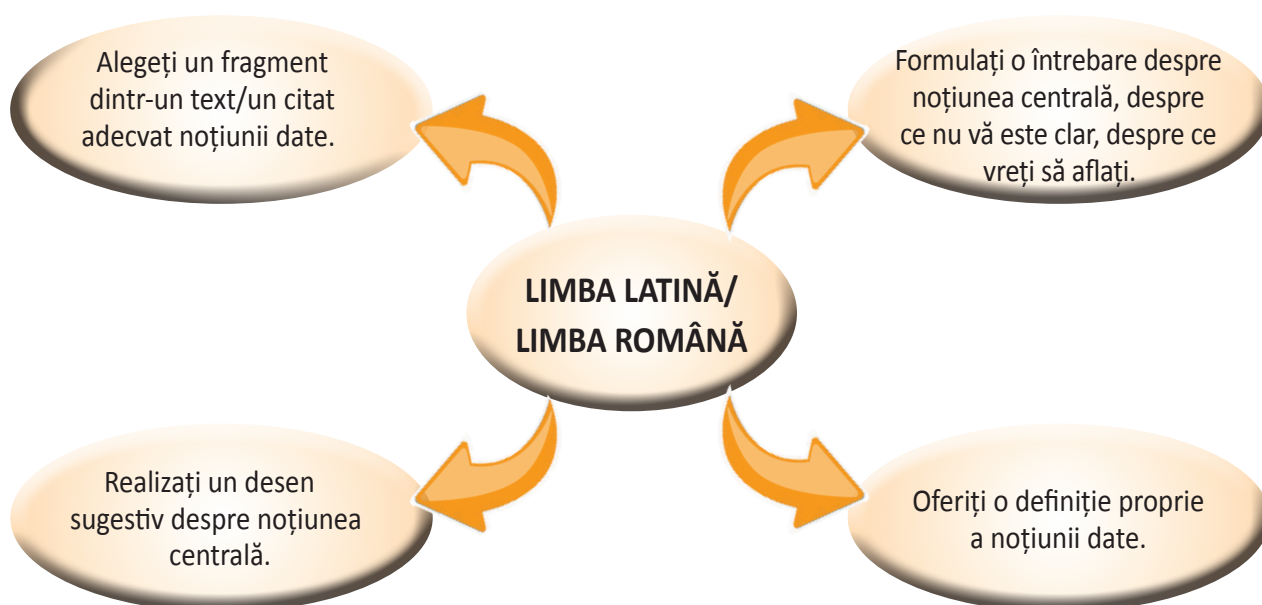 Alegeți un fragment
dintr-un text/un citat
adecvat noțiunii date.
Formulați o întrebare despre
noțiunea centrală, despre
ce nu vă este clar, despre ce
vreți să aflați.
LIMBA LATINĂ/
LIMBA ROMÂNĂ
Realizați un desen
sugestiv despre noțiunea
centrală.
Oferiți o definiție proprie
a noțiunii date.